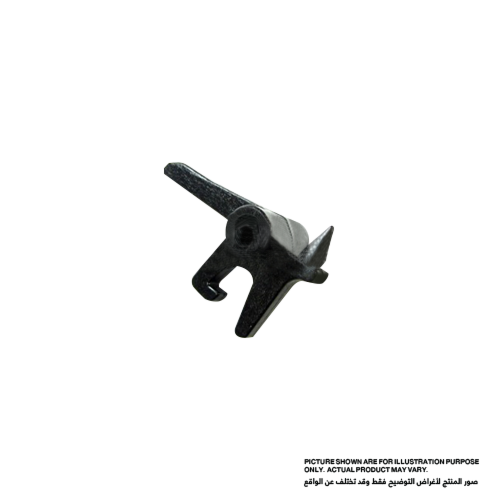 PICTURE SHOWN ARE FOR ILLUSTRATION PURPOSE
ONLY. ACTUAL PRODUCT MAY VARY.
صور المنتج لأغراض التوضيح فقط وقد تختلف عن الواقع